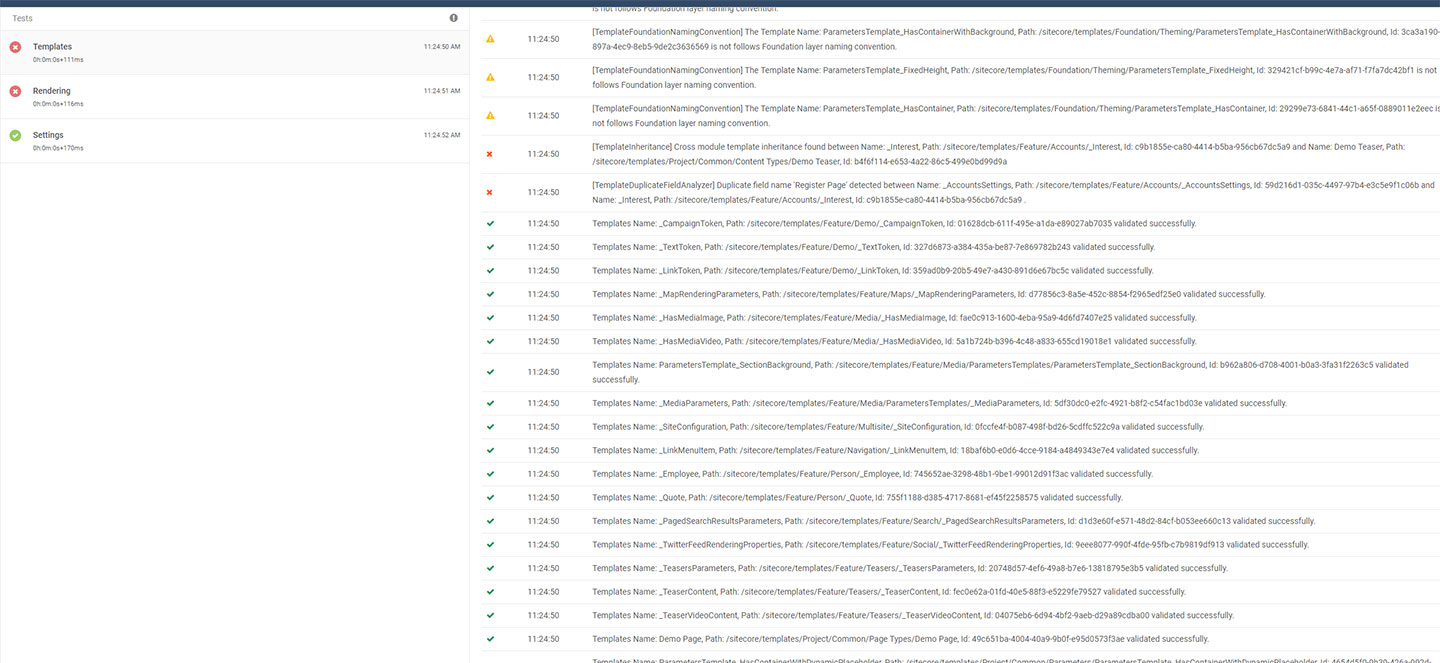 Tests
Templates
11:24:50 AM
0h:m:0s+111ms
Rendering
11:24:51 AM
0h:m:0s+116ms
Settings
11:24:52 AM
0h:m:0s+170ms
is not follows Foundation layer naming convention.
11:24:50
[TemplateFoundationNamingConvention] The Template Name: ParametersTemplate_HasContainerWithBackground, Path: /sitecore/templates/Foundation/Theming/ParametersTemplate_HasContainerWithBackground, Id: 3ca3a190-
897a-4ec9-8eb5-9de2c3636569 is not follows Foundation layer naming convention.
11:24:50
[TemplateFoundationNamingConvention] The Template Name: ParametersTemplate_FixedHeight, Path: /sitecore/templates/Foundation/Theming/ParametersTemplate_FixedHeight, Id: 329421cf-b99c-4e7a-af71-f7fa7dc42bf1 is not
follows Foundation layer naming convention.
11:24:50
[TemplateFoundationNamingConvention] The Template Name: ParametersTemplate_HasContainer, Path: /sitecore/templates/Foundation/Theming/ParametersTemplate_HasContainer, Id: 29299e73-6841-44c1-a65f-0889011e2eec is
not follows Foundation layer naming convention.
11:24:50
[TemplateInheritance] Cross module template inheritance found between Name: _Interest, Path: /sitecore/templates/Feature/Accounts/_Interest, Id: c9b1855e-ca80-4414-b5ba-956cb67dc5a9 and Name: Demo Teaser, Path:
/sitecore/templates/Project/Common/Content Types/Demo Teaser, Id: b4f6f114-e653-4a22-86c5-499e0bd99d9a
11:24:50
[TemplateDuplicateFieldAnalyzer] Duplicate field name 'Register Page' detected between Name: _AccountsSettings, Path: /sitecore/templates/Feature/Accounts/_AccountsSettings, Id: 59d216d1-035c-4497-97b4-e3c5e9f1c06b and
Name: _Interest, Path: /sitecore/templates/Feature/Accounts/_Interest, Id: c9b1855e-ca80-4414-b5ba-956cb67dc5a9 .
11:24:50
Templates Name: _CampaignToken, Path: /sitecore/templates/Feature/Demo/_CampaignToken, Id: 01628dcb-611f-495e-a1da-e89027ab7035 validated successfully.
11:24:50
Templates Name: _TextToken, Path: /sitecore/templates/Feature/Demo/_TextToken, Id: 327d6873-a384-435a-be87-7e869782b243 validated successfully.
11:24:50
Templates Name: _LinkToken, Path: /sitecore/templates/Feature/Demo/_LinkToken, Id: 359ad0b9-20b5-49e7-a430-891d6e67bc5c validated successfully.
11:24:50
Templates Name: _MapRenderingParameters, Path: /sitecore/templates/Feature/Maps/_MapRenderingParameters, Id: d77856c3-8a5e-452c-8854-f2965edf25e0 validated successfully.
11:24:50
Templates Name: _HasMediaImage, Path: /sitecore/templates/Feature/Media/_HasMediaImage, Id: fae0c913-1600-4eba-95a9-4d6fd7407e25 validated successfully.
11:24:50
Templates Name: _HasMediaVideo, Path: /sitecore/templates/Feature/Media/_HasMediaVideo, Id: 5a1b724b-b396-4c48-a833-655cd19018e1 validated successfully.
11:24:50
Templates Name: ParametersTemplate_SectionBackground, Path: /sitecore/templates/Feature/Media/ParametersTemplates/ParametersTemplate_SectionBackground, Id: b962a806-d708-4001-b0a3-3fa31f2263c5 validated
successfully.
11:24:50
Templates Name: _MediaParameters, Path: /sitecore/templates/Feature/Media/ParametersTemplates/_MediaParameters, Id: 5df30dc0-e2fc-4921-b8f2-c54fac1bd03e validated successfully.
11:24:50
Templates Name: _SiteConfiguration, Path: /sitecore/templates/Feature/Multisite/_SiteConfiguration, Id: 0fccfe4f-b087-498f-bd26-5cdffc522c9a validated successfully.
11:24:50
Templates Name: _LinkMenuItem, Path: /sitecore/templates/Feature/Navigation/_LinkMenuItem, Id: 18baf6b0-e0d6-4cce-9184-a4849343e7e4 validated successfully.
11:24:50
Templates Name: _Employee, Path: /sitecore/templates/Feature/Person/_Employee, Id: 745652ae-3298-48b1-9be1-99012d91f3ac validated successfully.
11:24:50
Templates Name: _Quote, Path: /sitecore/templates/Feature/Person/_Quote, Id: 755f1188-d385-4717-8681-ef45f2258575 validated successfully.
11:24:50
Templates Name: _PagedSearchResultsParameters, Path: /sitecore/templates/Feature/Search/_PagedSearchResultsParameters, Id: d1d3e60f-e571-48d2-84cf-b053ee660c13 validated successfully.
11:24:50
Templates Name: _TwitterFeedRenderingProperties, Path: /sitecore/templates/Feature/Social/_TwitterFeedRenderingProperties, Id: 9eee8077-990f-4fde-95fb-c7b9819df913 validated successfully.
11:24:50
Templates Name: _TeasersParameters, Path: /sitecore/templates/Feature/Teasers/_TeasersParameters, Id: 20748d57-4ef6-49a8-b7e6-13818795e3b5 validated successfully.
11:24:50
Templates Name: _TeaserContent, Path: /sitecore/templates/Feature/Teasers/_TeaserContent, Id: fec0e62a-01fd-40e5-88f3-e5229fe79527 validated successfully.
11:24:50
Templates Name: _TeaserVideoContent, Path: /sitecore/templates/Feature/Teasers/_TeaserVideoContent, Id: 04075eb6-6d94-4bf2-9aeb-d29a89cdba00 validated successfully.
11:24:50
Templates Name: Demo Page, Path: /sitecore/templates/Project/Common/Page Types/Demo Page, Id: 49c651ba-4004-40a9-9b0f-e95d0573f3ae validated successfully.
Templates Name: ParametersTemplate_HasContainerWithDynamicPlaceholder, Path: /sitecore/templates/Project/Common/Parameters/ParametersTemplate_HasContainerWithDynamicPlaceholder, Id: